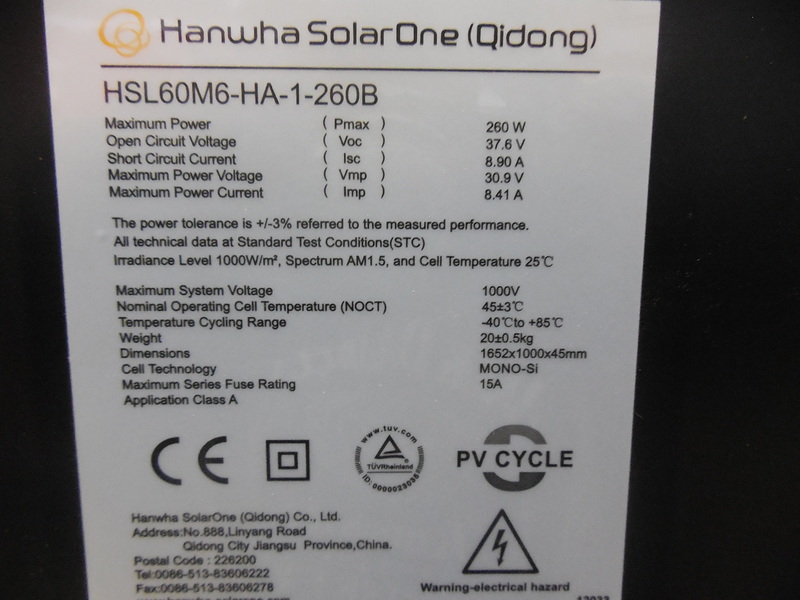 Hanwha SolarOne (Qidong)
HSL60M6-HA-1-260B
Maximum Power ( Pmax ) 260 W
Open Circuit Voltage ( Voc ) 37.6 V
Short Circuit Current ( Isc ) 8.90 A
Maximum Power Voltage ( Vmp ) 30.9 V
Maximum Power Current ( Imp ) 8.41 A
The power tolerance is +/-3% referred to the measured performance.
All technical data at Standard Test Conditions(STC)
Irradiance Level 1000W/m², Spectrum AM1.5, and Cell Temperature 25℃
Maximum System Voltage 1000V
Nominal Operating Cell Temperature (NOCT) 45±3℃
Temperature Cycling Range -40℃to +85℃
Weight 20±0.5kg
Dimensions 1652x1000x45mm
Cell Technology MONO-Si
Maximum Series Fuse Rating 15A
Application Class A
CE
www.tuv.com
TÜVRheinland
ID: 0000023035
PV CYCLE
Hanwha SolarOne (Qidong) Co., Ltd.
Address:No.888,Linyang Road
Qidong City Jiangsu Province,China.
Postal Code : 226200
Tel:0086-513-83606222
Fax:0086-513-83606278
Warning-electrical hazard